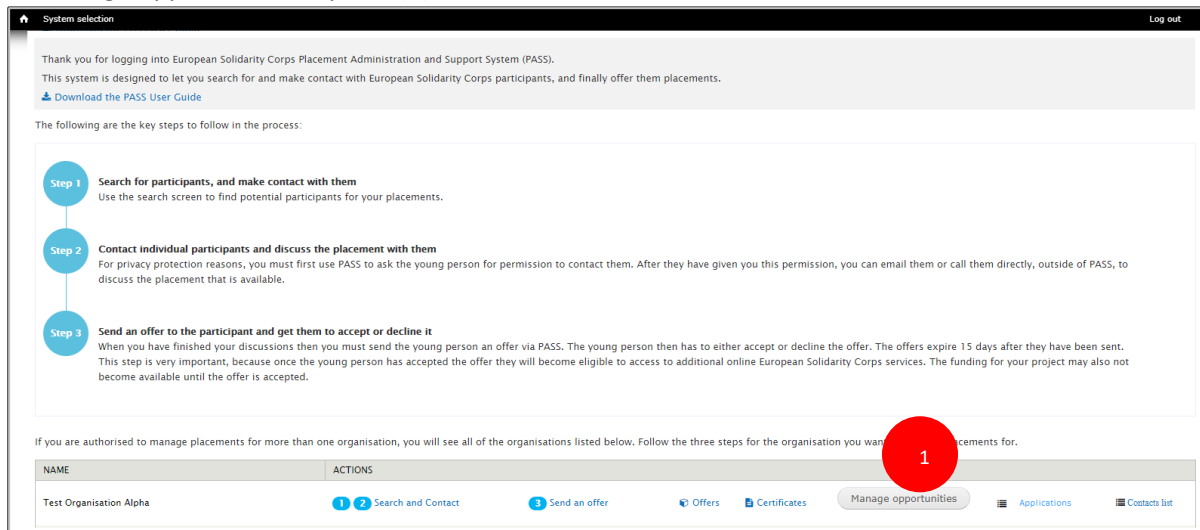 System selection Log out
Thank you for logging into European Solidarity Corps Placement Administration and Support System (PASS).
This system is designed to let you search for and make contact with European Solidarity Corps participants, and finally offer them placements.
Download the PASS User Guide
The following are the key steps to follow in the process:
Step 1
Search for participants, and make contact with them
Use the search screen to find potential participants for your placements.
Step 2
Contact individual participants and discuss the placement with them
For privacy protection reasons, you must first use PASS to ask the young person for permission to contact them. After they have given you this permission, you can email them or call them directly, outside of PASS, to
discuss the placement that is available.
Step 3
Send an offer to the participant and get them to accept or decline it
When you have finished your discussions then you must send the young person an offer via PASS. The young person then has to either accept or decline the offer. The offers expire 15 days after they have been sent.
This step is very important, because once the young person has accepted the offer they will become eligible to access to additional online European Solidarity Corps services. The funding for your project may also not
become available until the offer is accepted.
If you are authorised to manage placements for more than one organisation, you will see all of the organisations listed below. Follow the three steps for the organisation you want cements for.
1
NAME ACTIONS
Test Organisation Alpha 1 2 Search and Contact 3 Send an offer Offers Certificates Manage opportunities Applications Contacts list